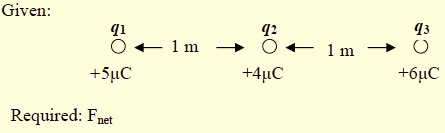 Given:
q1 q2 q3
1 m 1 m
+5μC +4μC +6μC
Required: Fnet